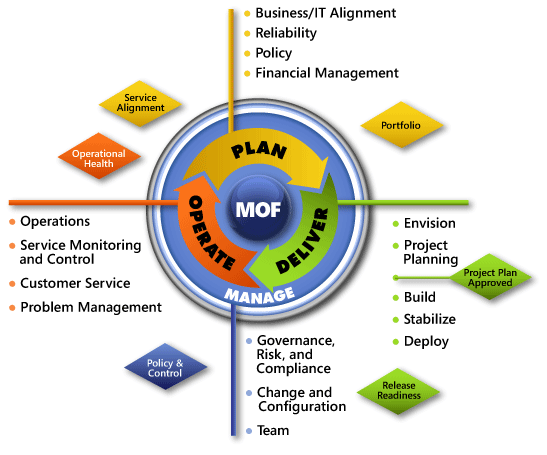 Business/IT Alignment
Reliability
Policy
Financial Management
Service
Alignment
Portfolio
Operational
Health
PLAN
DELIVER
OPERATE
MOF
MANAGE
Operations
Service Monitoring
and Control
Customer Service
Problem Management
Envision
Project
Planning
Project Plan
Approved
Build
Stabilize
Deploy
Policy &
Control
Governance,
Risk, and
Compliance
Change and
Configuration
Team
Release
Readiness